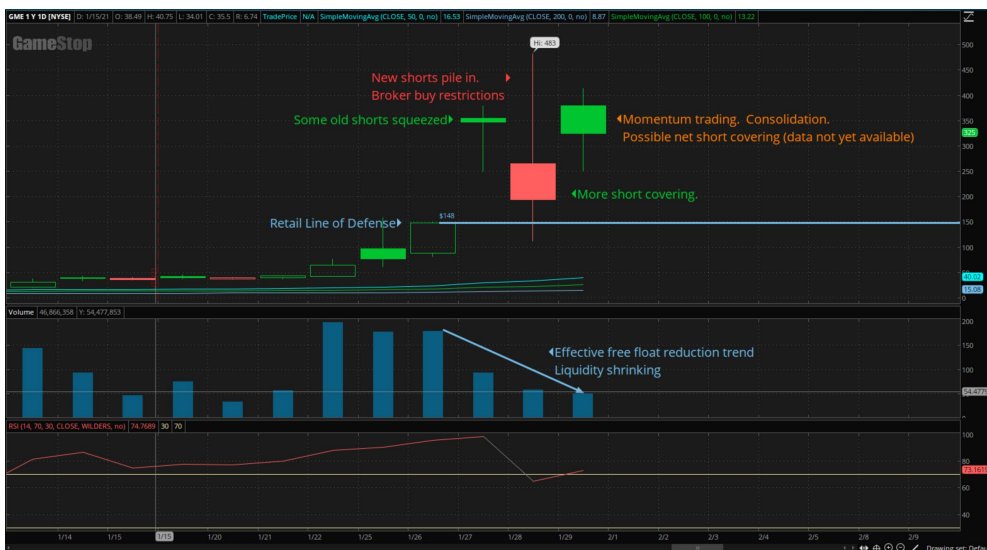 GME 1 Y 1D [NYSE] D: 1/15/21 O: 38.49 H: 40.75 L: 34.01 C: 35.5 R: 6.74 TradePrice N/A SimpleMovingAvg (CLOSE, 50, 0, no) 16.53 SimpleMovingAvg (CLOSE, 200, 0, no) 8.87 SimpleMovingAvg (CLOSE, 100, 0, no) 13.22
GameStop
Hi: 483
New shorts pile in.
Broker buy restrictions
Some old shorts squeezed
Momentum trading. Consolidation.
Possible net short covering (data not yet available)
More short covering.
Retail Line of Defense
$148
500
450
400
350
325
300
250
200
150
100
40.02
15.08
0
Volume 46,866,358 Y: 54,477,853
Effective free float reduction trend
Liquidity shrinking
200
150
100
54.4779
RSI (14, 70, 30, CLOSE, WILDERS, no) 74.7689 30 70
100
80
73.1619
60
40
1/14 1/15 1/15 1/20 1/20 1/21 1/22 1/25 1/26 1/27 1/28 1/29 2/1 2/2 2/3 2/4 2/5 2/8 2/9
Drawing set: Defau